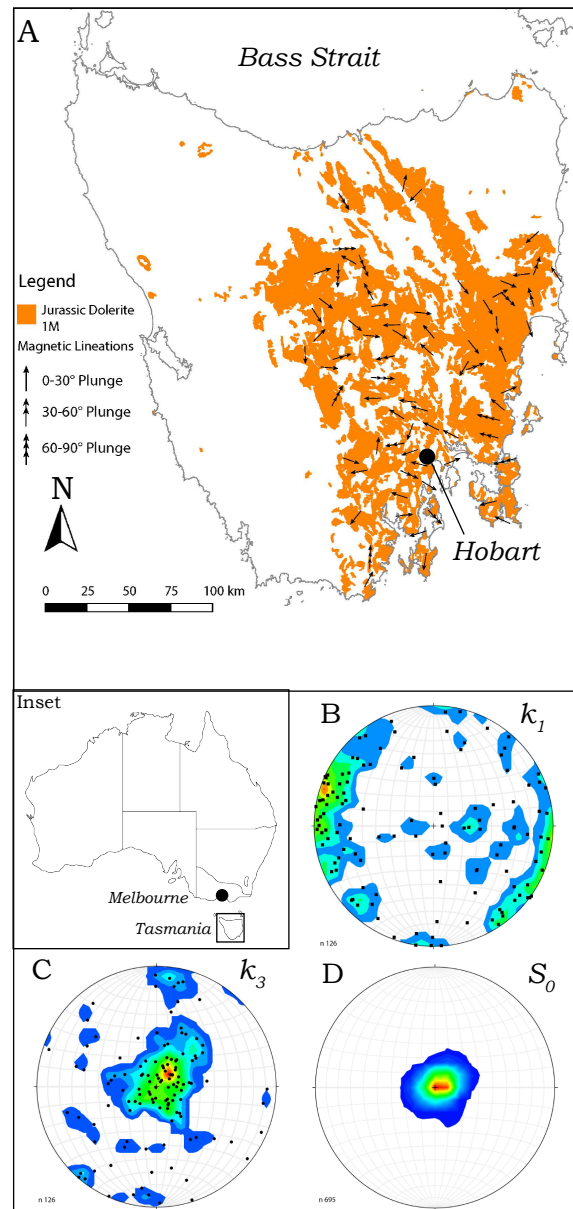 A
Bass Strait
Legend
Jurassic Dolerite
1M
Magnetic Lineations
0-30° Plunge
30-60° Plunge
60-90° Plunge
N
Hobart
0 25 50 75 100 km
Inset
Melbourne
Tasmania
B
k1
n 126
C
k3
n 126
D
S0
n 695